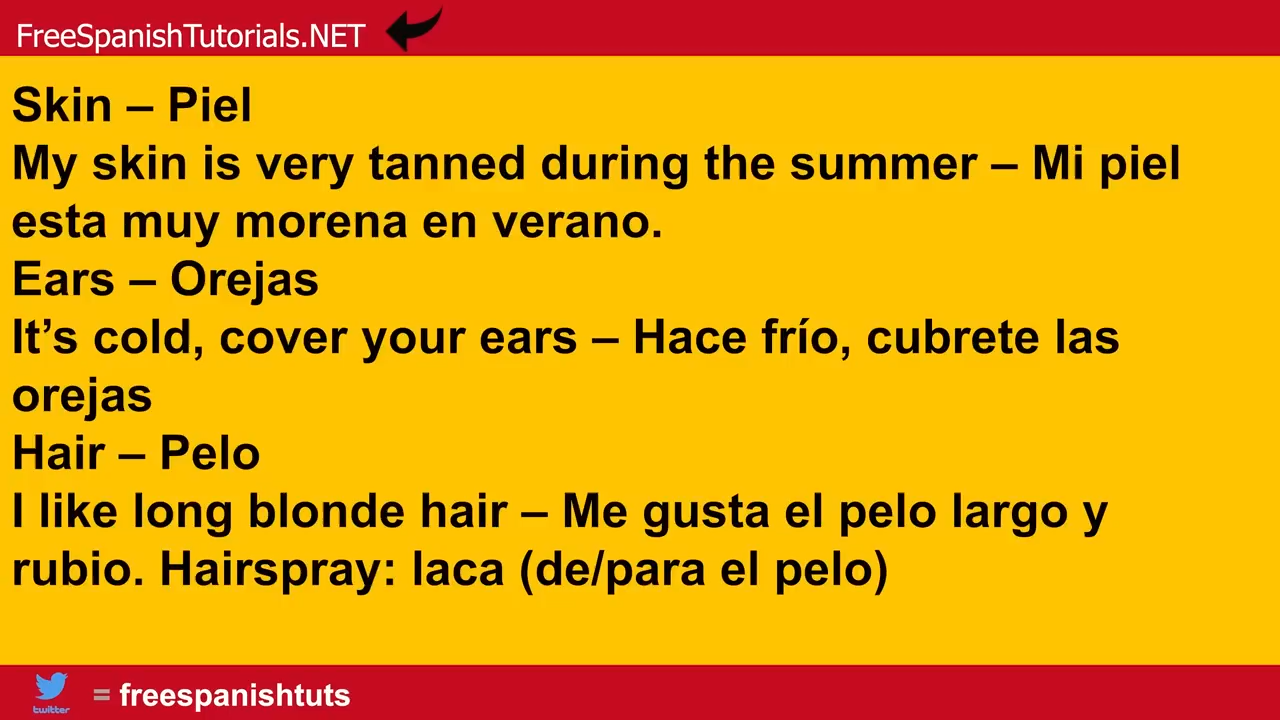 FreeSpanishTutorials.NET
Skin – Piel
My skin is very tanned during the summer – Mi piel
esta muy morena en verano.
Ears – Orejas
It’s cold, cover your ears – Hace frío, cubrete las
orejas
Hair – Pelo
I like long blonde hair – Me gusta el pelo largo y
rubio. Hairspray: laca (de/para el pelo)
twitter = freespanishtuts